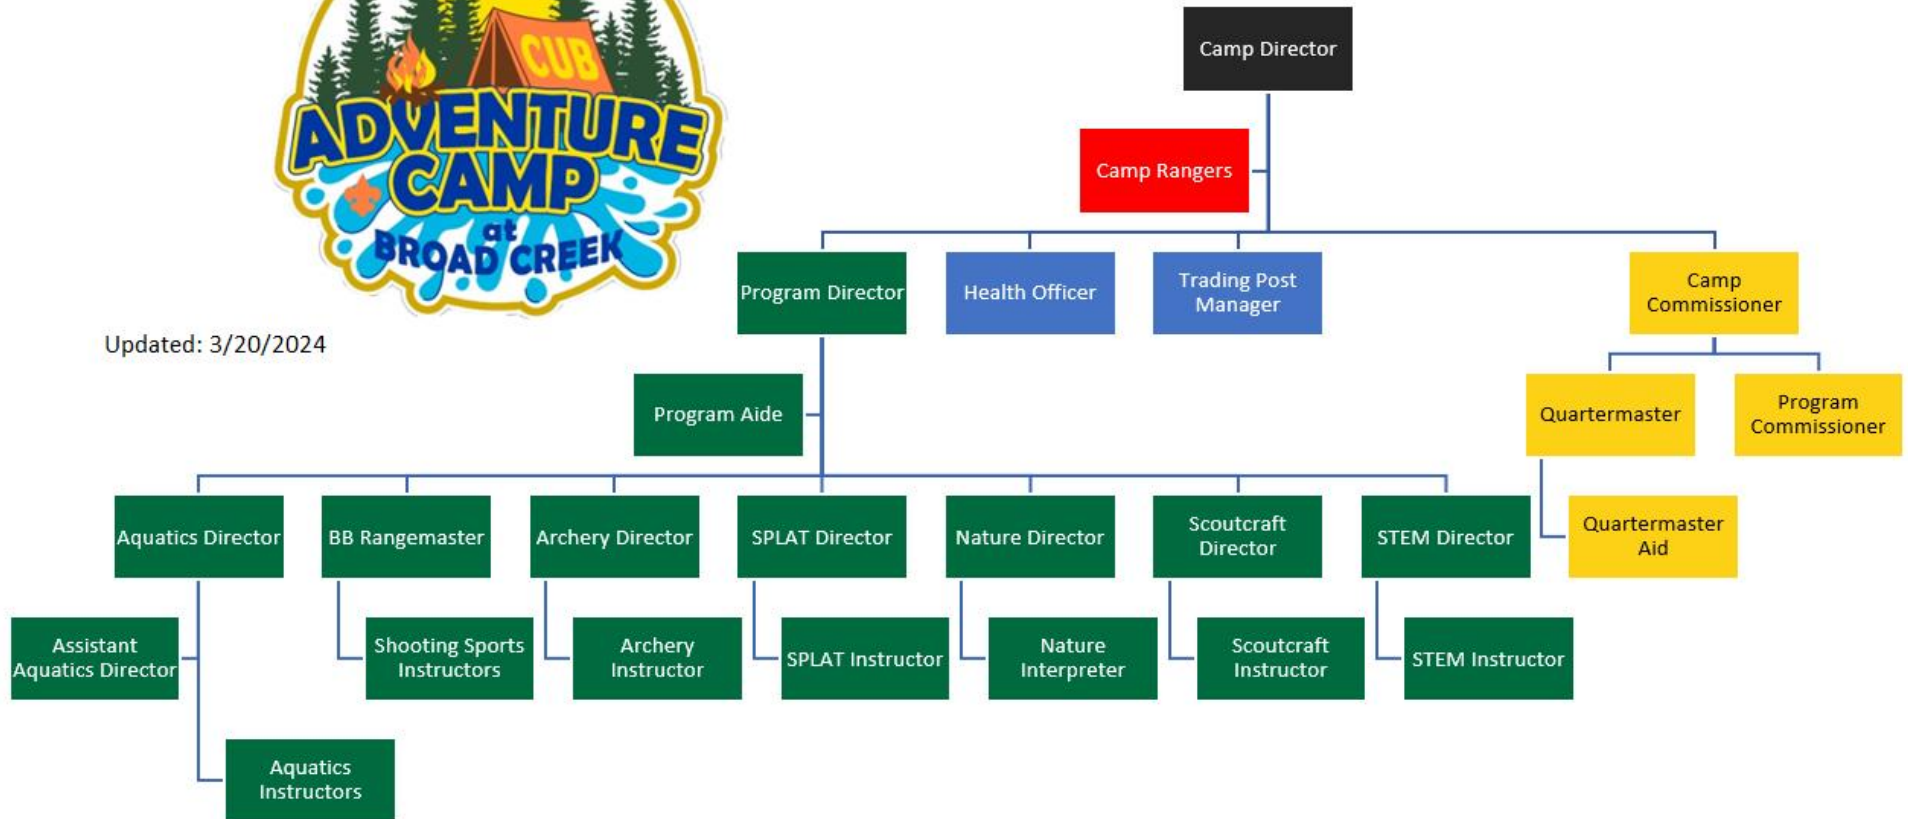 CUB
ADVENTURE
CAMP
at
BROAD CREEK
Updated: 3/20/2024
Camp Director
Camp Rangers
Program Director
Health Officer
Trading Post
Manager
Camp
Commissioner
Program Aide
Quartermaster
Program
Commissioner
Aquatics Director
BB Rangemaster
Archery Director
SPLAT Director
Nature Director
Scoutcraft
Director
STEM Director
Quartermaster
Aid
Assistant
Aquatics Director
Shooting Sports
Instructors
Archery
Instructor
SPLAT Instructor
Nature
Interpreter
Scoutcraft
Instructor
STEM Instructor
Aquatics
Instructors